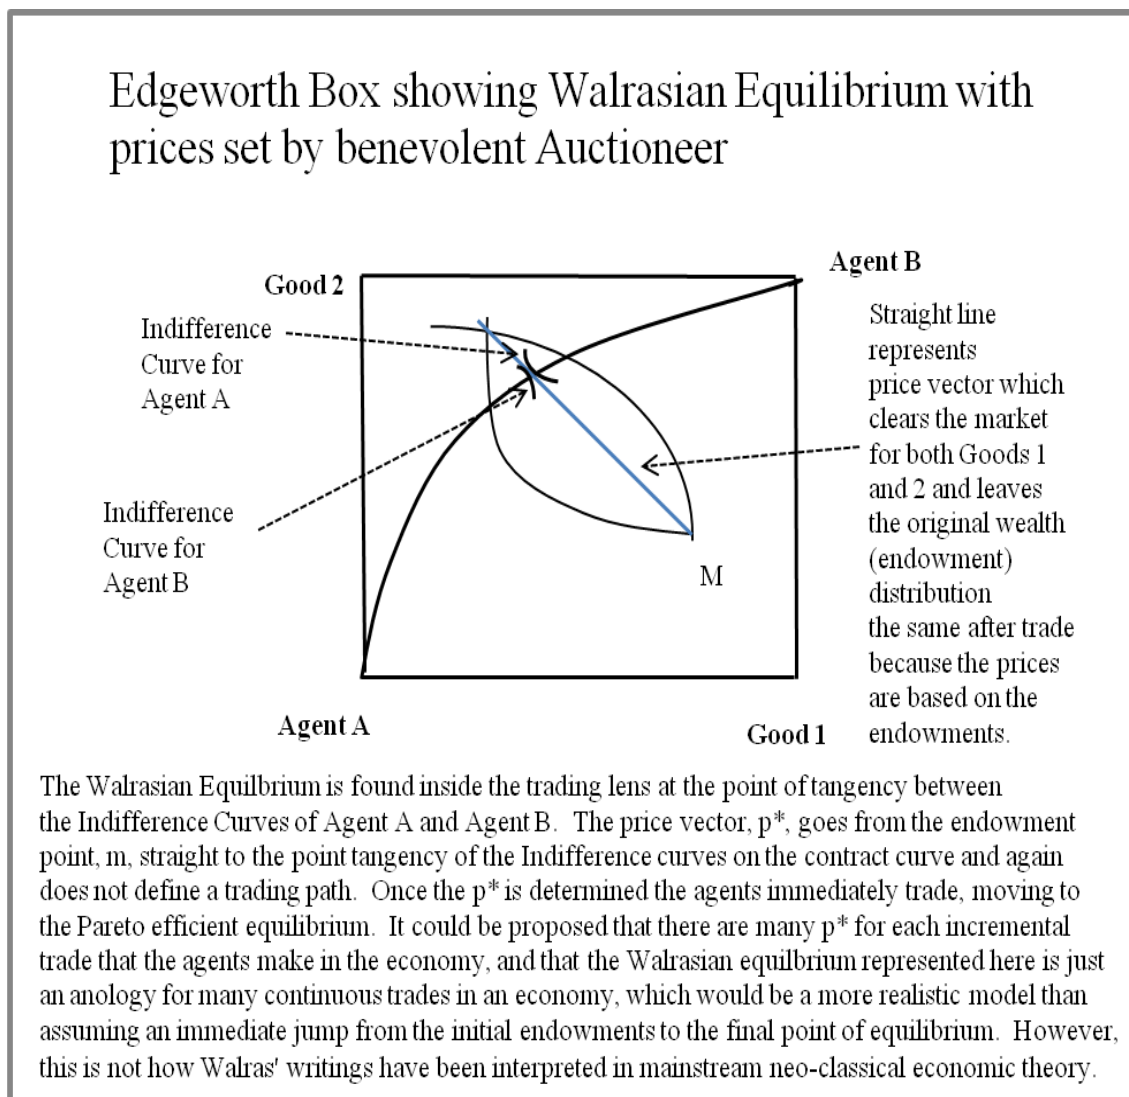 Edgeworth Box showing Walrasian Equilibrium with
prices set by benevolent Auctioneer
Agent B
Good 2
Indifference
Curve for
Agent A
Straight line
represents
price vector which
clears the market
for both Goods 1
and 2 and leaves
the original wealth
(endowment)
distribution
the same after trade
because the prices
are based on the
endowments.
Indifference
Curve for
Agent B
M
Agent A
Good 1
The Walrasian Equilbrium is found inside the trading lens at the point of tangency between
the Indifference Curves of Agent A and Agent B. The price vector, p*, goes from the endowment
point, m, straight to the point tangency of the Indifference curves on the contract curve and again
does not define a trading path. Once the p* is determined the agents immediately trade, moving to
the Pareto efficient equilibrium. It could be proposed that there are many p* for each incremental
trade that the agents make in the economy, and that the Walrasian equilbrium represented here is just
an anology for many continuous trades in an economy, which would be a more realistic model than
assuming an immediate jump from the initial endowments to the final point of equilibrium. However,
this is not how Walras' writings have been interpreted in mainstream neo-classical economic theory.